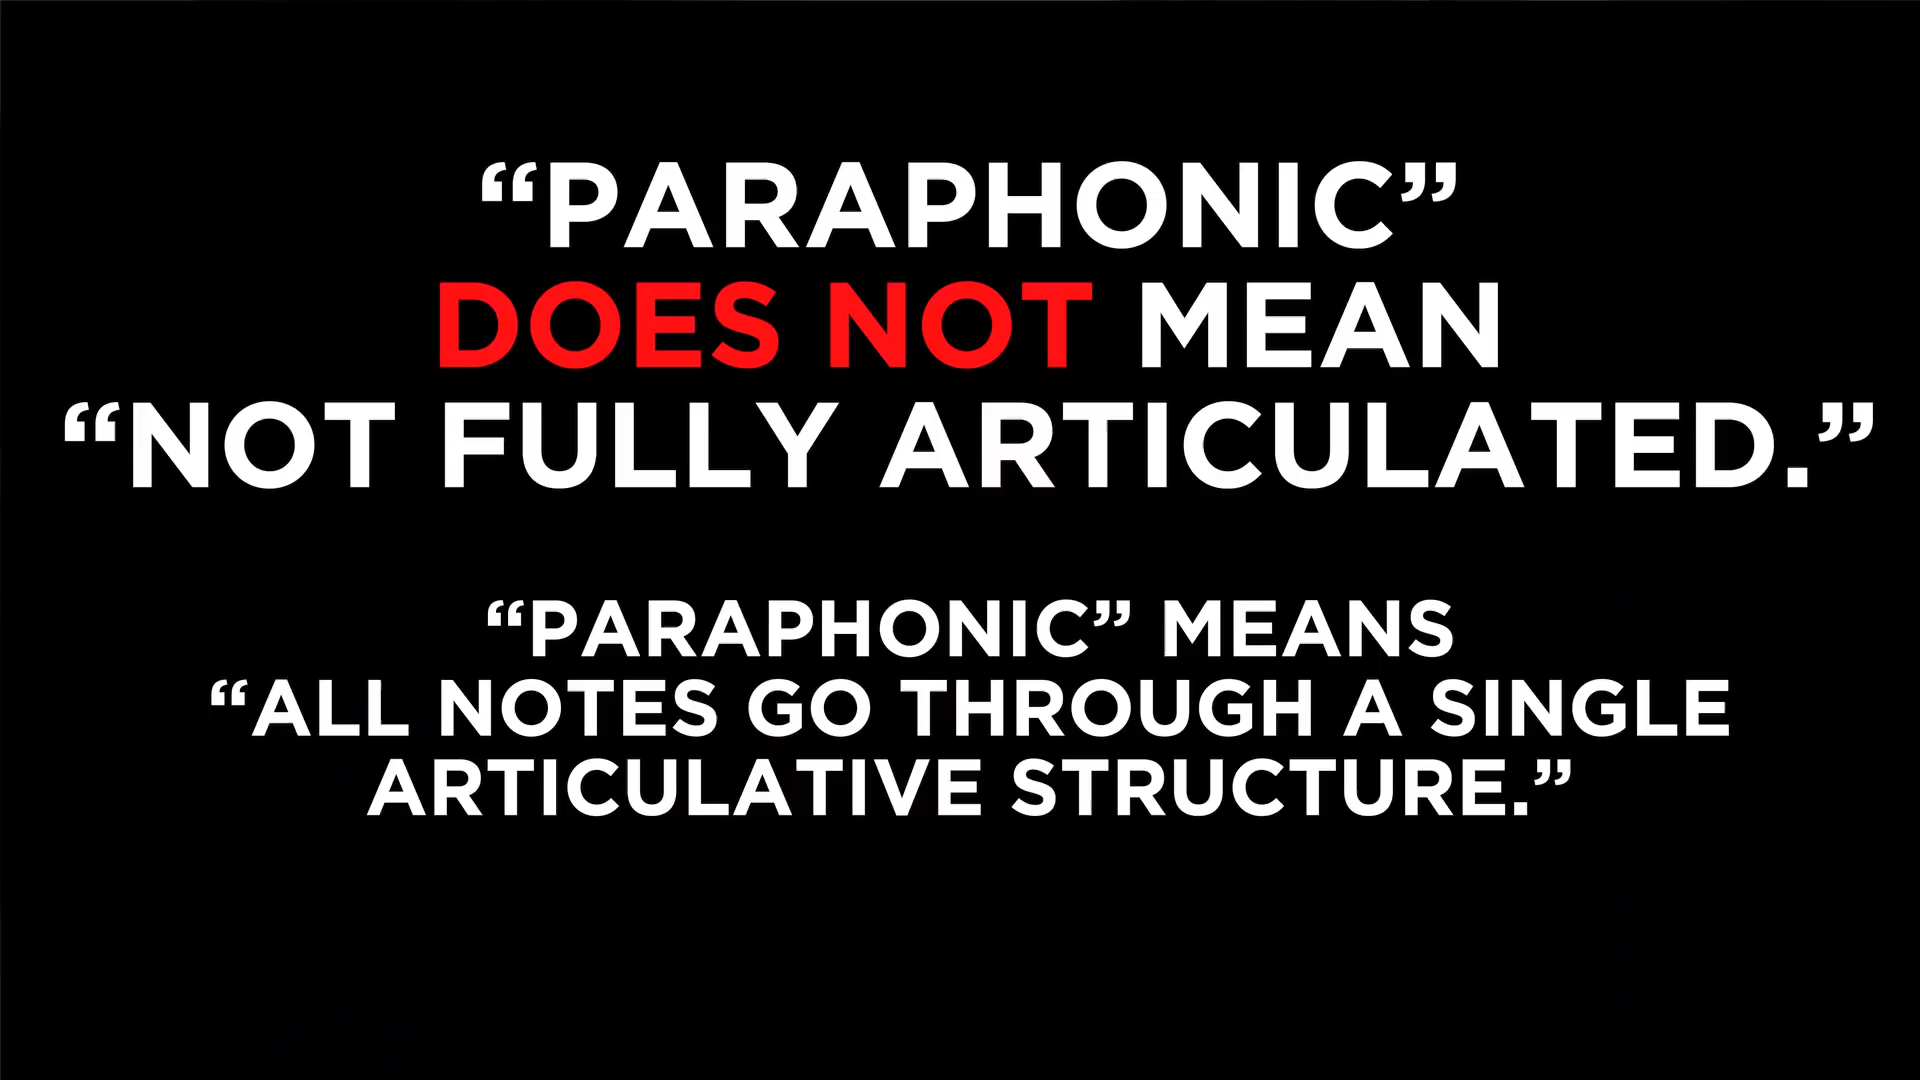 “PARAPHONIC”
DOES NOT MEAN
“NOT FULLY ARTICULATED.”
“PARAPHONIC” MEANS
“ALL NOTES GO THROUGH A SINGLE
ARTICULATIVE STRUCTURE.”